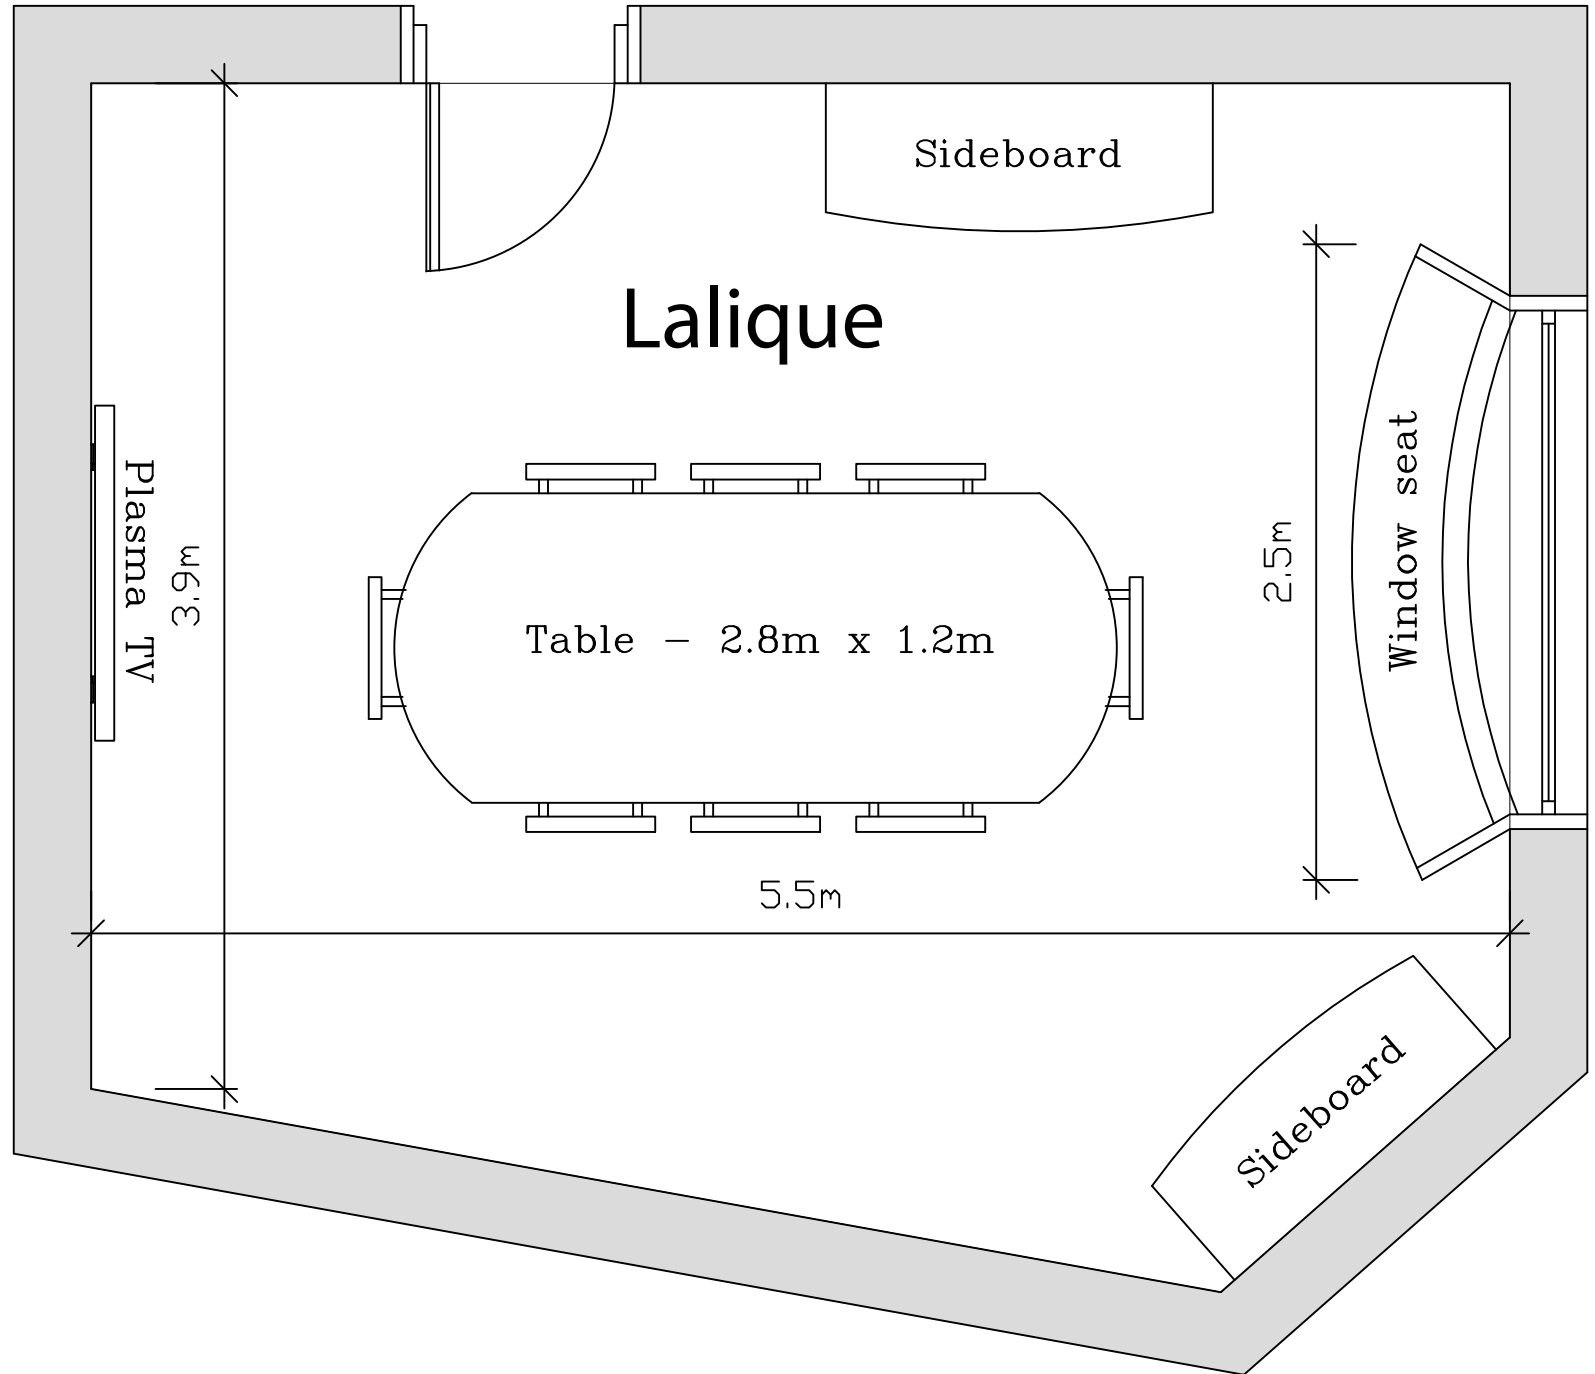 Sideboard
Lalique
Plasma TV
3.9m
Table - 2.8m x 1.2m
2.5m
Window seat
5.5m
Sideboard